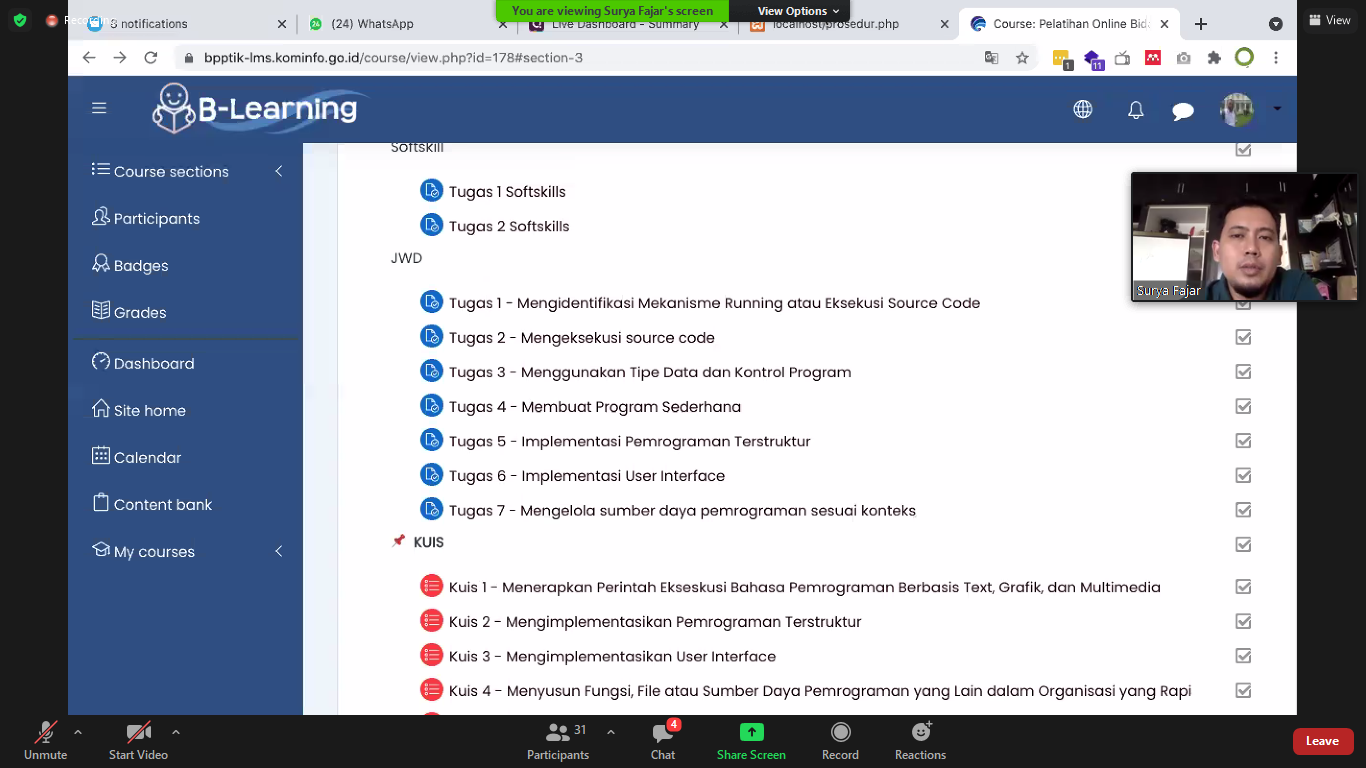 You are viewing Surya Fajar's screen
View Options
View
notifications
(24) WhatsApp
Live Dashboard - Summary
localhost/prosedur.php
Course: Pelatihan Online Bid
bpptik-lms.kominfo.go.id/course/view.php?id=178#section-3
1
11
B-Learning
Course sections
Participants
Badges
Grades
Dashboard
Site home
Calendar
Content bank
My courses
Softskill
Tugas 1 Softskills
Tugas 2 Softskills
JWD
Tugas 1 - Mengidentifikasi Mekanisme Running atau Eksekusi Source Code
Tugas 2 - Mengeksekusi source code
Tugas 3 - Menggunakan Tipe Data dan Kontrol Program
Tugas 4 - Membuat Program Sederhana
Tugas 5 - Implementasi Pemrograman Terstruktur
Tugas 6 - Implementasi User Interface
Tugas 7 - Mengelola sumber daya pemrograman sesuai konteks
KUIS
Kuis 1 - Menerapkan Perintah Ekseskusi Bahasa Pemrograman Berbasis Text, Grafik, dan Multimedia
Kuis 2 - Mengimplementasikan Pemrograman Terstruktur
Kuis 3 - Mengimplementasikan User Interface
Kuis 4 - Menyusun Fungsi, File atau Sumber Daya Pemrograman yang Lain dalam Organisasi yang Rapi
Surya Fajar
Unmute
Start Video
Participants
31
Chat
4
Share Screen
Record
Reactions
Leave